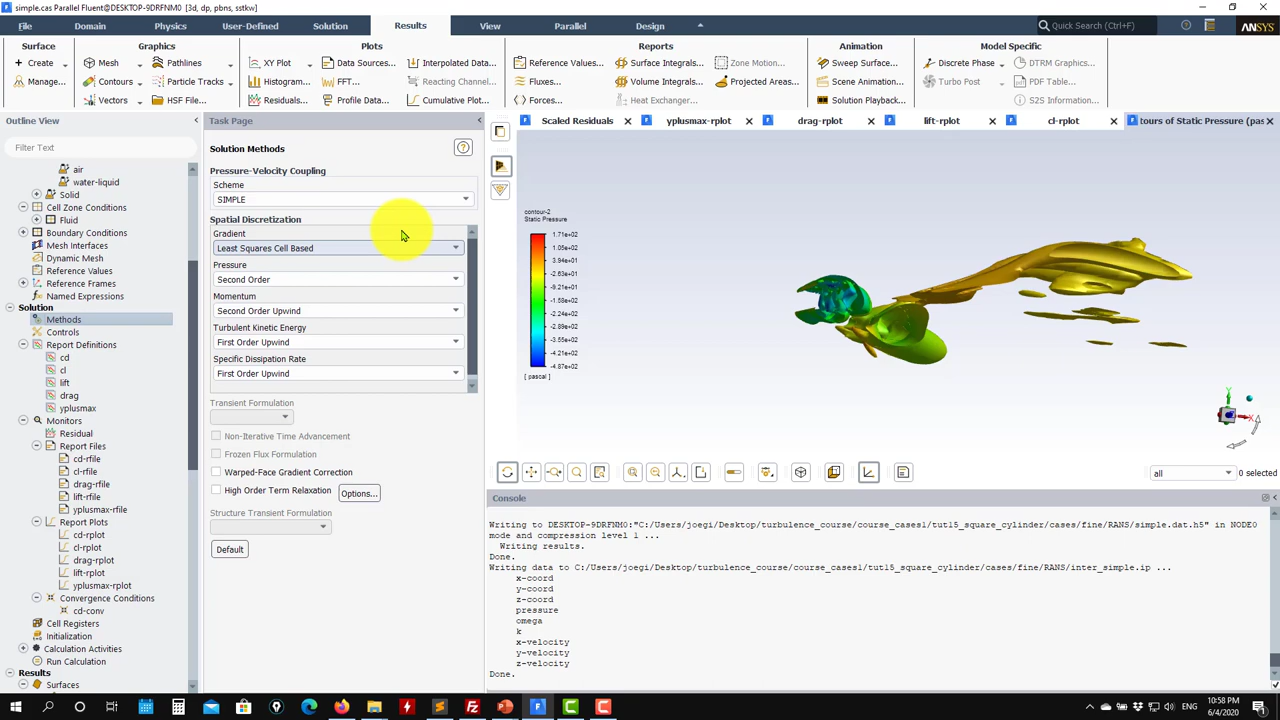 simple.cas Parallel Fluent@DESKTOP-9DRFNM0 [3d, dp, pbns, sstkw]
File Domain Physics User-Defined Solution Results View Parallel Design Quick Search (Ctrl+F) ANSYS
Surface Graphics Plots Reports Animation Model Specific
Create Mesh Pathlines XY Plot Data Sources... Interpolated Data... Reference Values... Surface Integrals... Zone Motion... Sweep Surface... Discrete Phase DTRM Graphics...
Manage... Contours Particle Tracks Histogram... FFT... Reacting Channel... Fluxes... Volume Integrals... Projected Areas... Scene Animation... Turbo Post PDF Table...
Vectors HSF File... Residuals... Profile Data... Cumulative Plot... Forces... Heat Exchanger... Solution Playback... S2S Information...
Outline View
Filter Text
air
water-liquid
Solid
Cell Zone Conditions
Fluid
Boundary Conditions
Mesh Interfaces
Dynamic Mesh
Reference Values
Reference Frames
Named Expressions
Solution
Methods
Controls
Report Definitions
cd
cl
lift
drag
yplusmax
Monitors
Residual
Report Files
cd-rfile
cl-rfile
drag-rfile
lift-rfile
yplusmax-rfile
Report Plots
cd-rplot
cl-rplot
drag-rplot
lift-rplot
yplusmax-rplot
Convergence Conditions
cd-conv
Cell Registers
Initialization
Calculation Activities
Run Calculation
Results
Surfaces
Task Page
Solution Methods
Pressure-Velocity Coupling
Scheme
SIMPLE
Spatial Discretization
Gradient
Least Squares Cell Based
Pressure
Second Order
Momentum
Second Order Upwind
Turbulent Kinetic Energy
First Order Upwind
Specific Dissipation Rate
First Order Upwind
Transient Formulation
Non-Iterative Time Advancement
Frozen Flux Formulation
Warped-Face Gradient Correction
High Order Term Relaxation Options...
Structure Transient Formulation
Default
Scaled Residuals yplusmax-rplot drag-rplot lift-rplot cl-rplot tours of Static Pressure (pas
contour-2
Static Pressure
1.71e+02
1.05e+02
3.94e+01
-2.63e+01
-9.20e+01
-1.58e+02
-2.24e+02
-2.89e+02
-3.55e+02
-4.21e+02
-4.87e+02
[ pascal ]
Y
X
all 0 selected
Console
Writing to DESKTOP-9DRFNM0:"C:/Users/joegi/Desktop/turbulence_course/course_cases1/tut15_square_cylinder/cases/fine/RANS/simple.dat.h5" in NODE0
mode and compression level 1 ...
Writing results.
Done.
Writing data to C:/Users/joegi/Desktop/turbulence_course/course_cases1/tut15_square_cylinder/cases/fine/RANS/inter_simple.ip ...
x-coord
y-coord
z-coord
pressure
omega
k
x-velocity
y-velocity
z-velocity
Done.
10:58 PM
6/4/2020